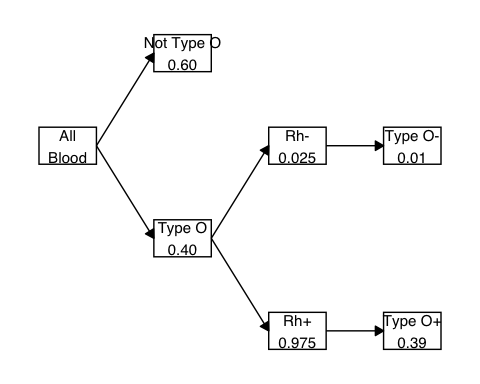 Not Type O
0.60
All
Blood
Rh-
0.025
Type O-
0.01
Type O
0.40
Rh+
0.975
Type O+
0.39